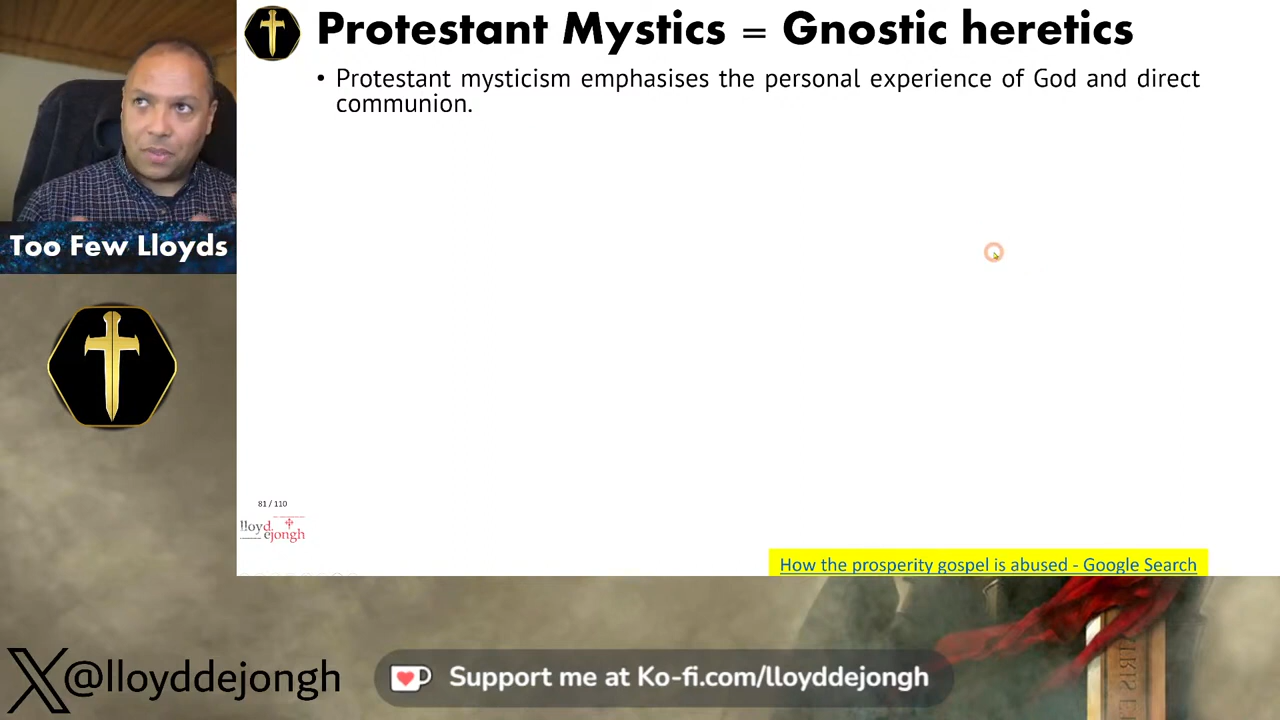 Protestant Mystics = Gnostic heretics
• Protestant mysticism emphasises the personal experience of God and direct
communion.
Too Few Lloyds
81 / 110
lloyd
ejongh
How the prosperity gospel is abused - Google Search
X@lloyddejongh
Support me at Ko-fi.com/lloyddejongh